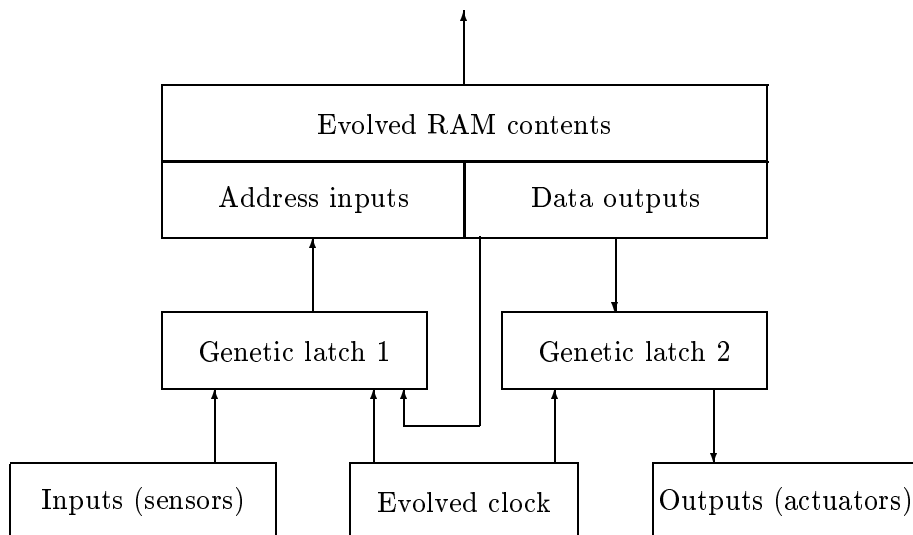 Evolved RAM contents
Address inputs
Data outputs
Genetic latch 1
Genetic latch 2
Inputs (sensors)
Evolved clock
Outputs (actuators)